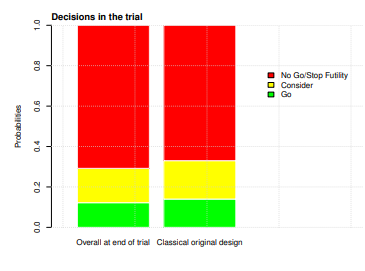 Decisions in the trial
Probabilities
1.0
0.8
0.6
0.4
0.2
0.0
No Go/Stop Futility
Consider
Go
Overall at end of trial
Classical original design